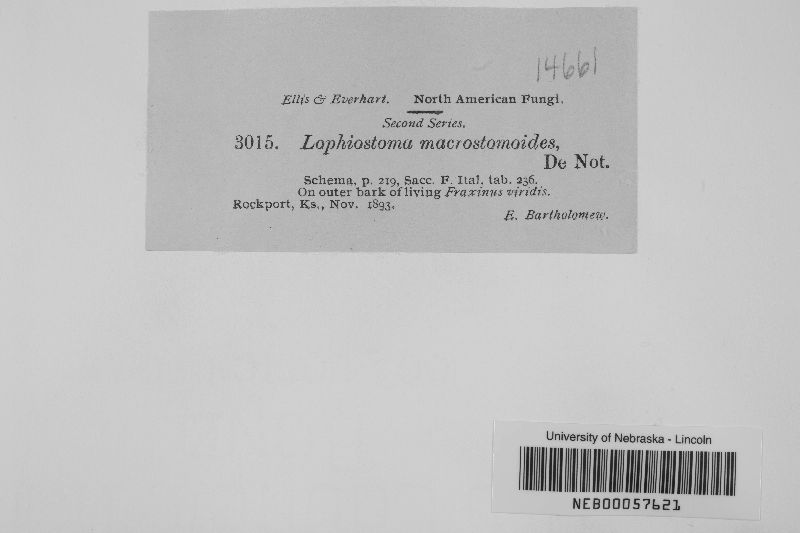 14661
Ellis & Everhart. North American Fungi.
Second Series.
3015. Lophiostoma macrostomoides,
De Not.
Schema, p. 219, Sacc. F. Ital. tab. 236.
On outer bark of living Fraxinus viridis.
Rockport, Ks., Nov. 1893.
E. Bartholomew.
University of Nebraska - Lincoln
NEB00057621